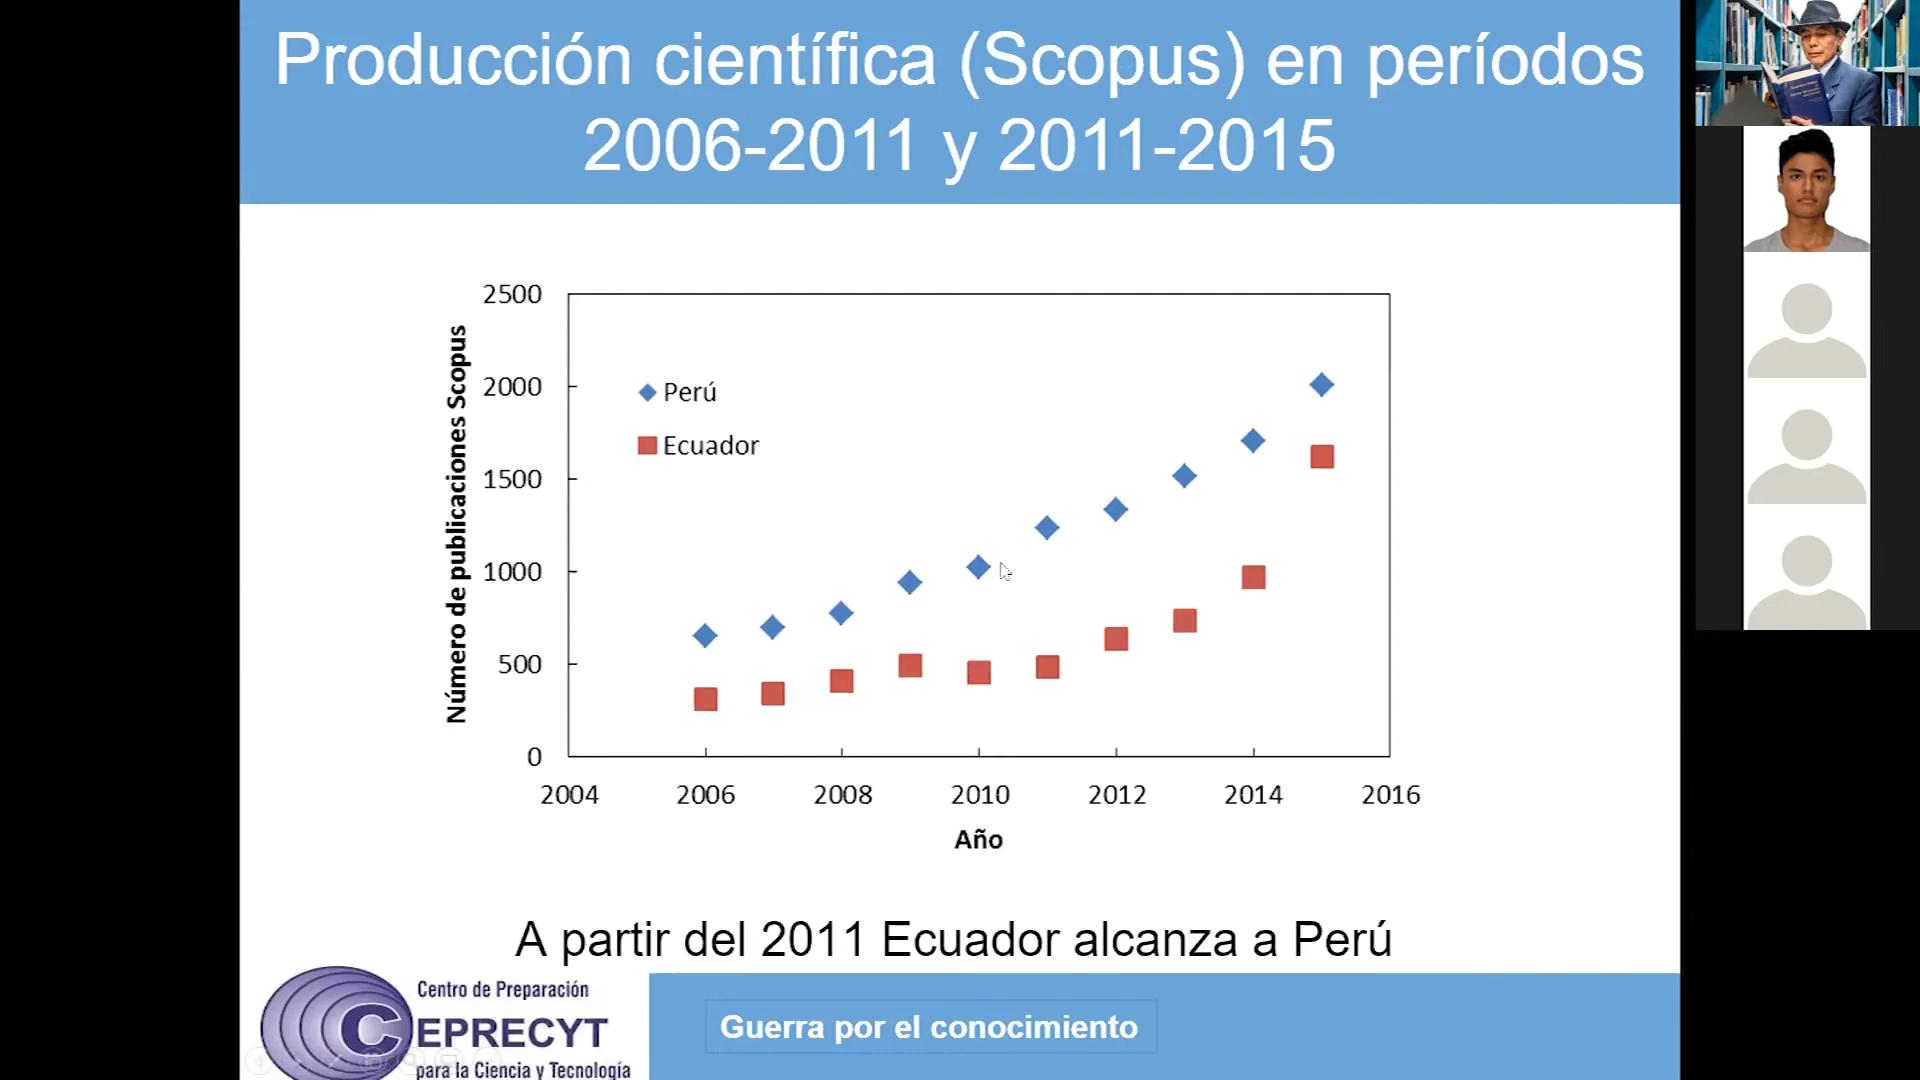 Producción científica (Scopus) en períodos
2006-2011 y 2011-2015
Número de publicaciones Scopus
2500
2000
1500
1000
500
0
Perú
Ecuador
2004 2006 2008 2010 2012 2014 2016
Año
A partir del 2011 Ecuador alcanza a Perú
Centro de Preparación
CEPRECYT
para la Ciencia y Tecnología
Guerra por el conocimiento